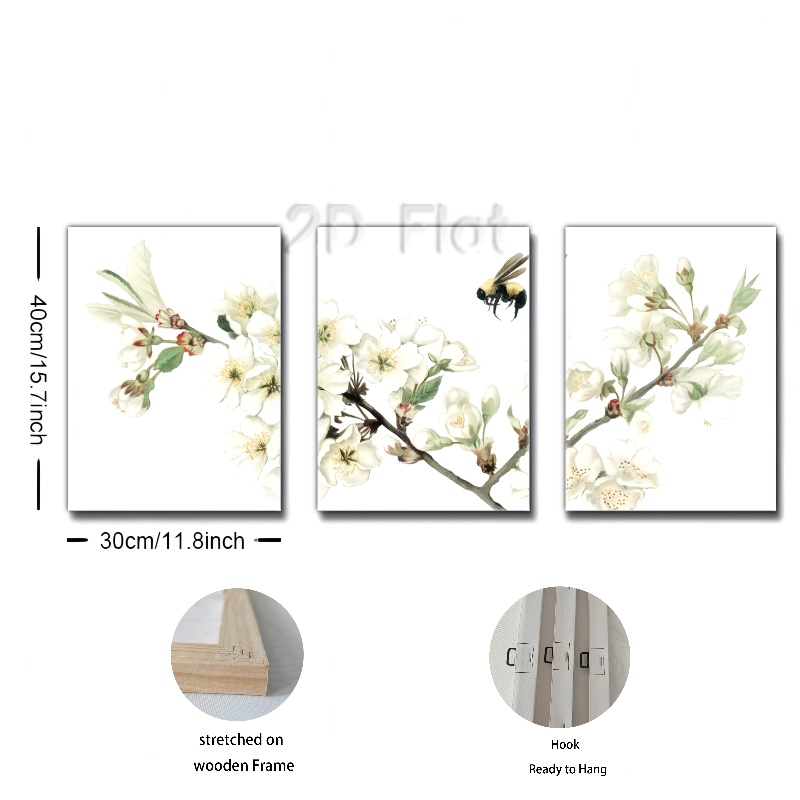 2D Flat
40cm/15.7inch
30cm/11.8inch
stretched on
wooden Frame
Hook
Ready to Hang